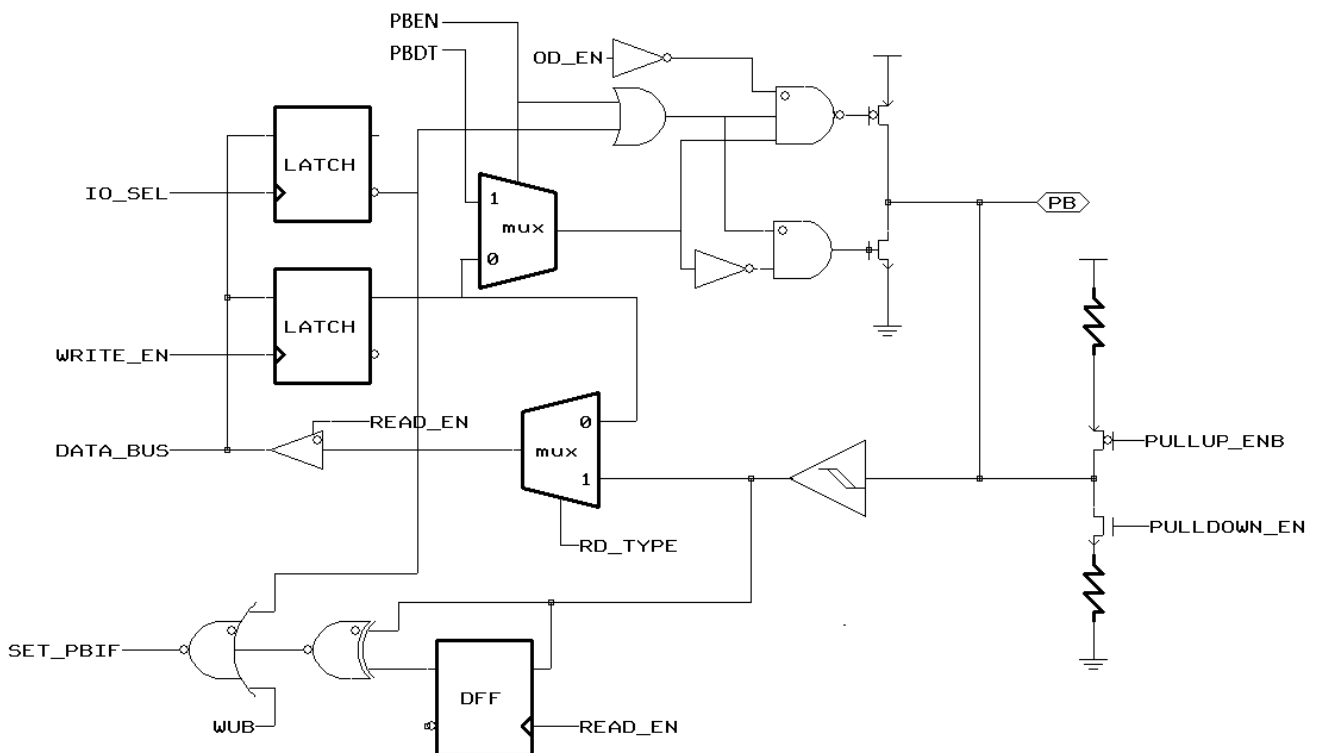 PBEN
PBDT
OD_EN
LATCH
IO_SEL
1
mux
0
PB
LATCH
WRITE_EN
READ_EN
0
DATA_BUS
mux
PULLUP_ENB
1
PULLDOWN_EN
RD_TYPE
SET_PBIF
DFF
WUB
READ_EN